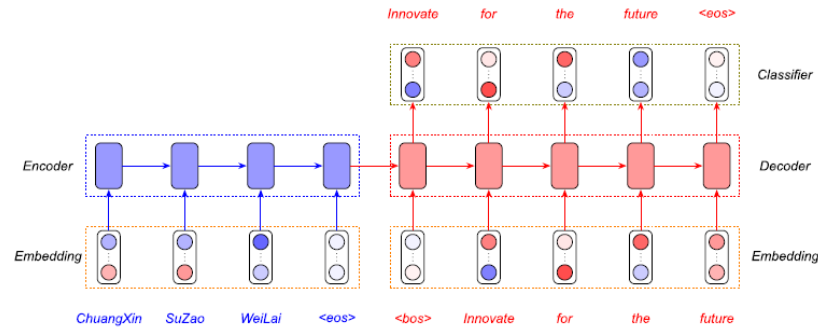 Innovate for the future <eos>
Classifier
Encoder
Decoder
Embedding
Embedding
ChuangXin SuZao WeiLai <eos> <bos> Innovate for the future